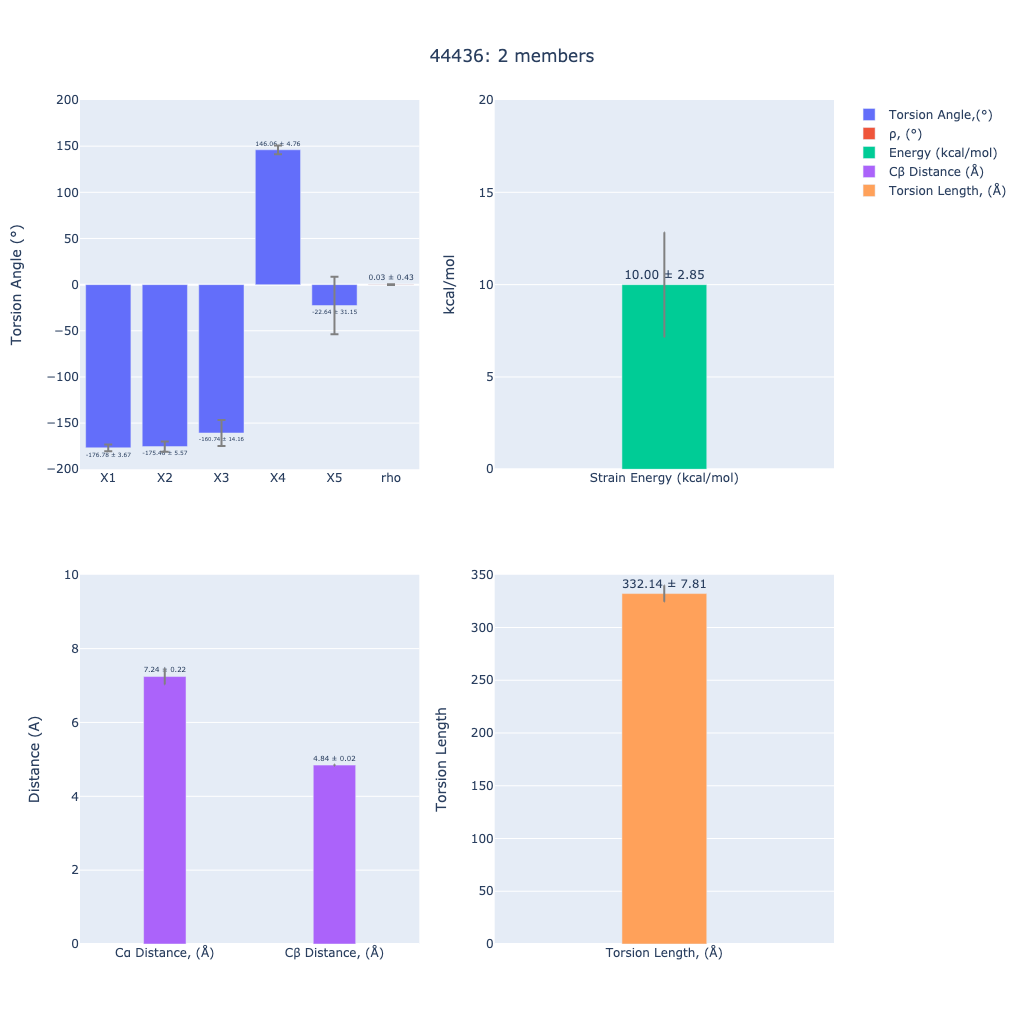 44436: 2 members
Torsion Angle (°)
200
150
100
50
0
−50
−100
−150
−200
146.06 ± 4.76
0.03 ± 0.43
-22.64 ± 31.15
-160.74 ± 14.16
-176.78 ± 3.67
X1
X2
X3
X4
X5
rho
kcal/mol
20
15
10
5
0
10.00 ± 2.85
Strain Energy (kcal/mol)
Torsion Angle,(°)
ρ, (°)
Energy (kcal/mol)
Cβ Distance (Å)
Torsion Length, (Å)
Distance (A)
10
8
6
4
2
0
7.24 ± 0.22
4.84 ± 0.02
Cα Distance, (Å)
Cβ Distance, (Å)
Torsion Length
350
300
250
200
150
100
50
0
332.14 ± 7.81
Torsion Length, (Å)